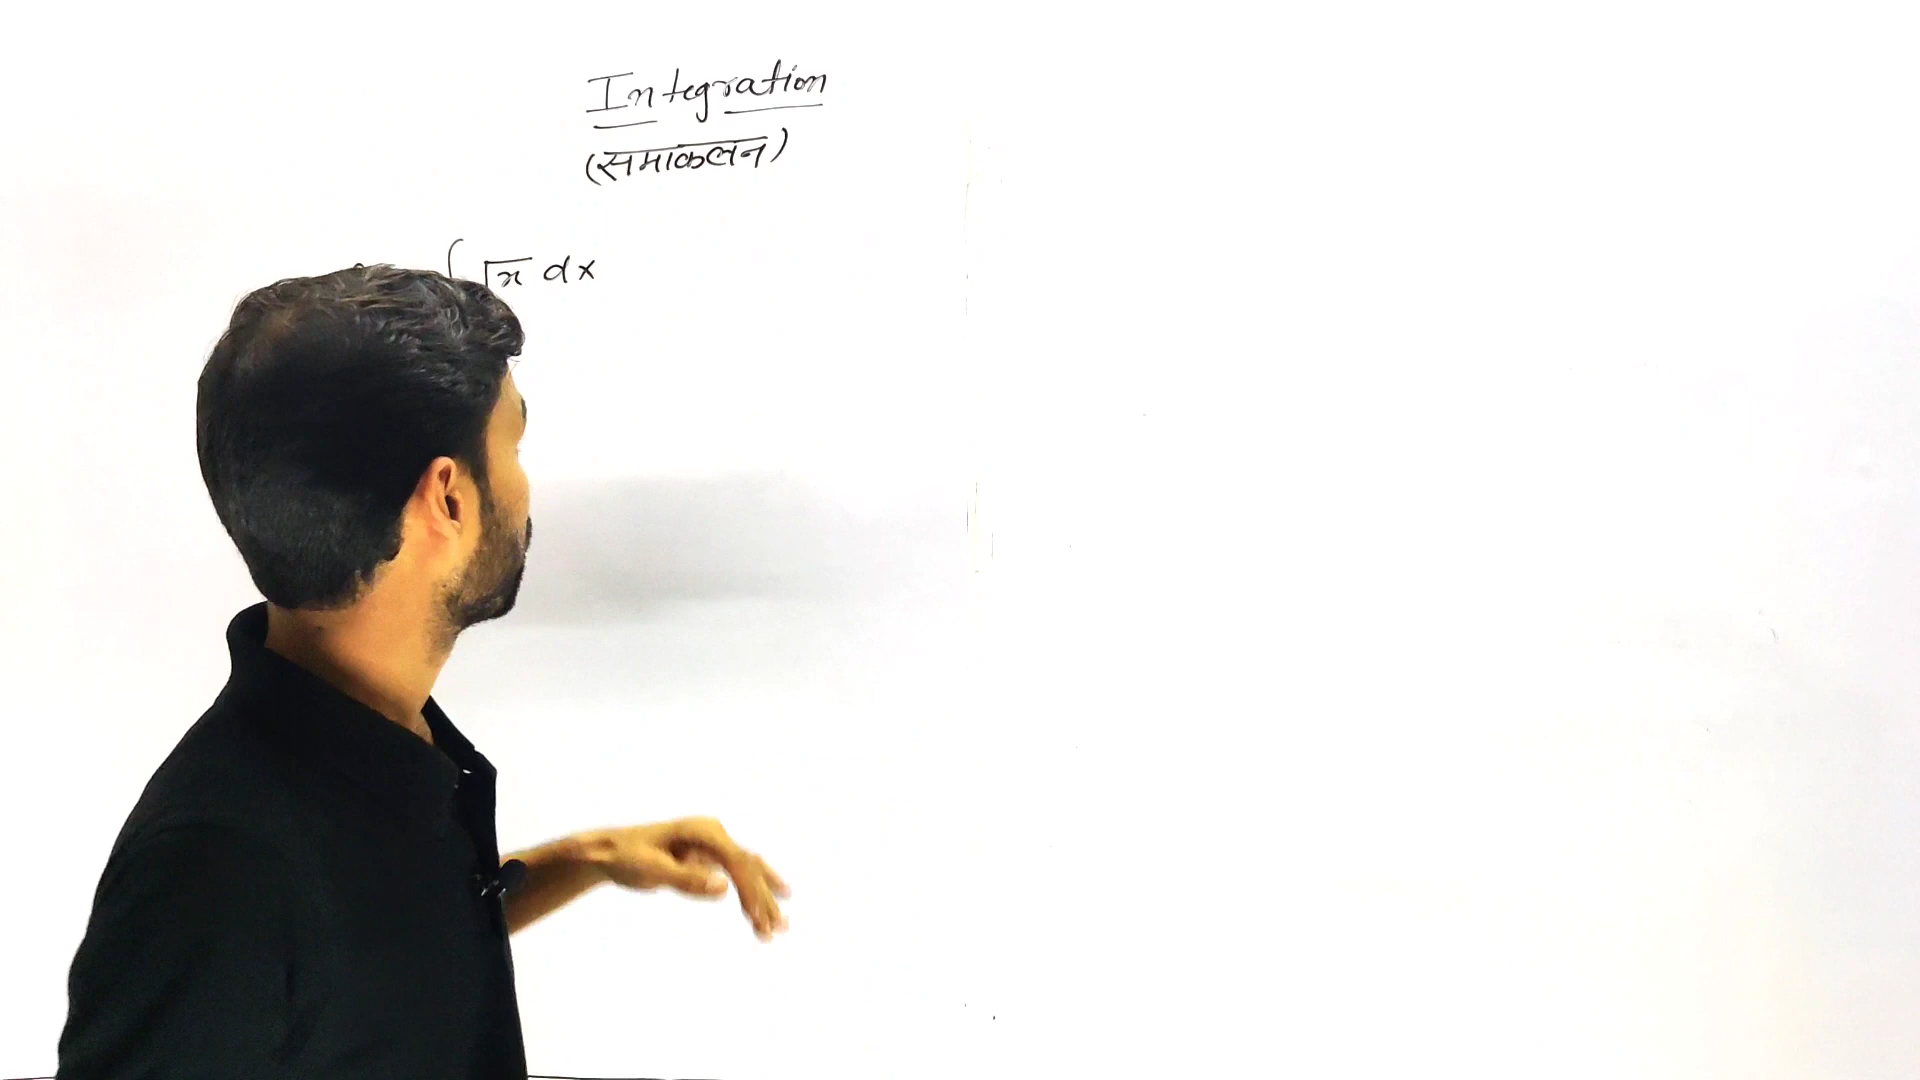 Integration
(समाकलन)
∫ √x dx